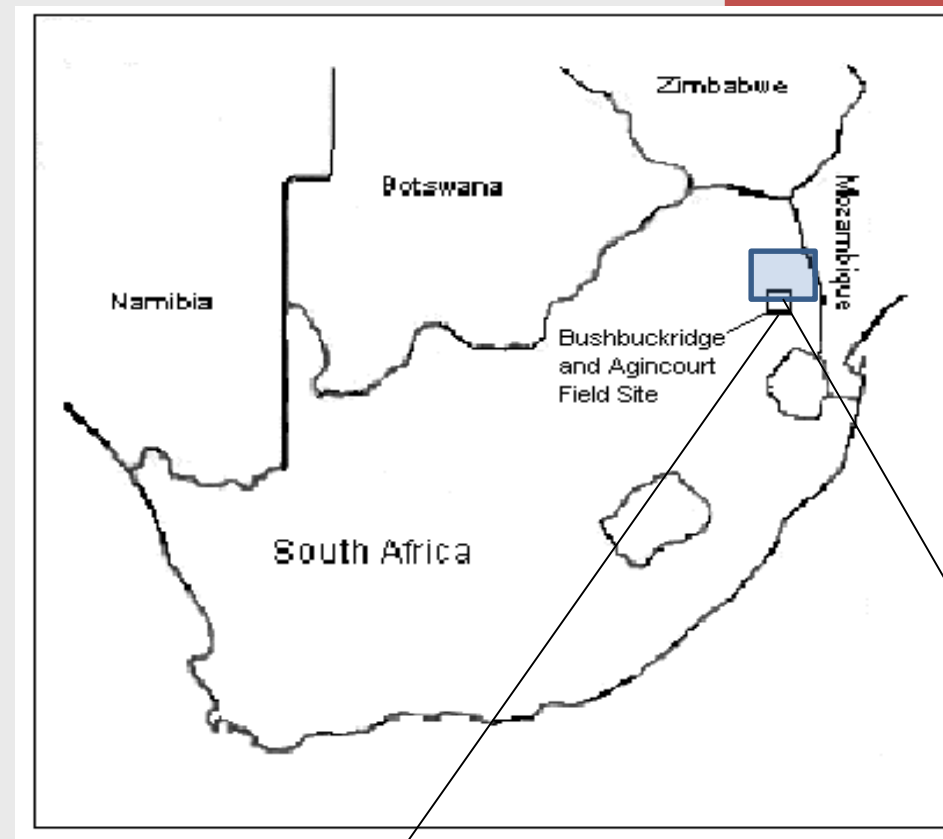 Zimbabwe
Botswana
Mozambique
Namibia
Bushbuckridge
and Agincourt
Field Site
South Africa